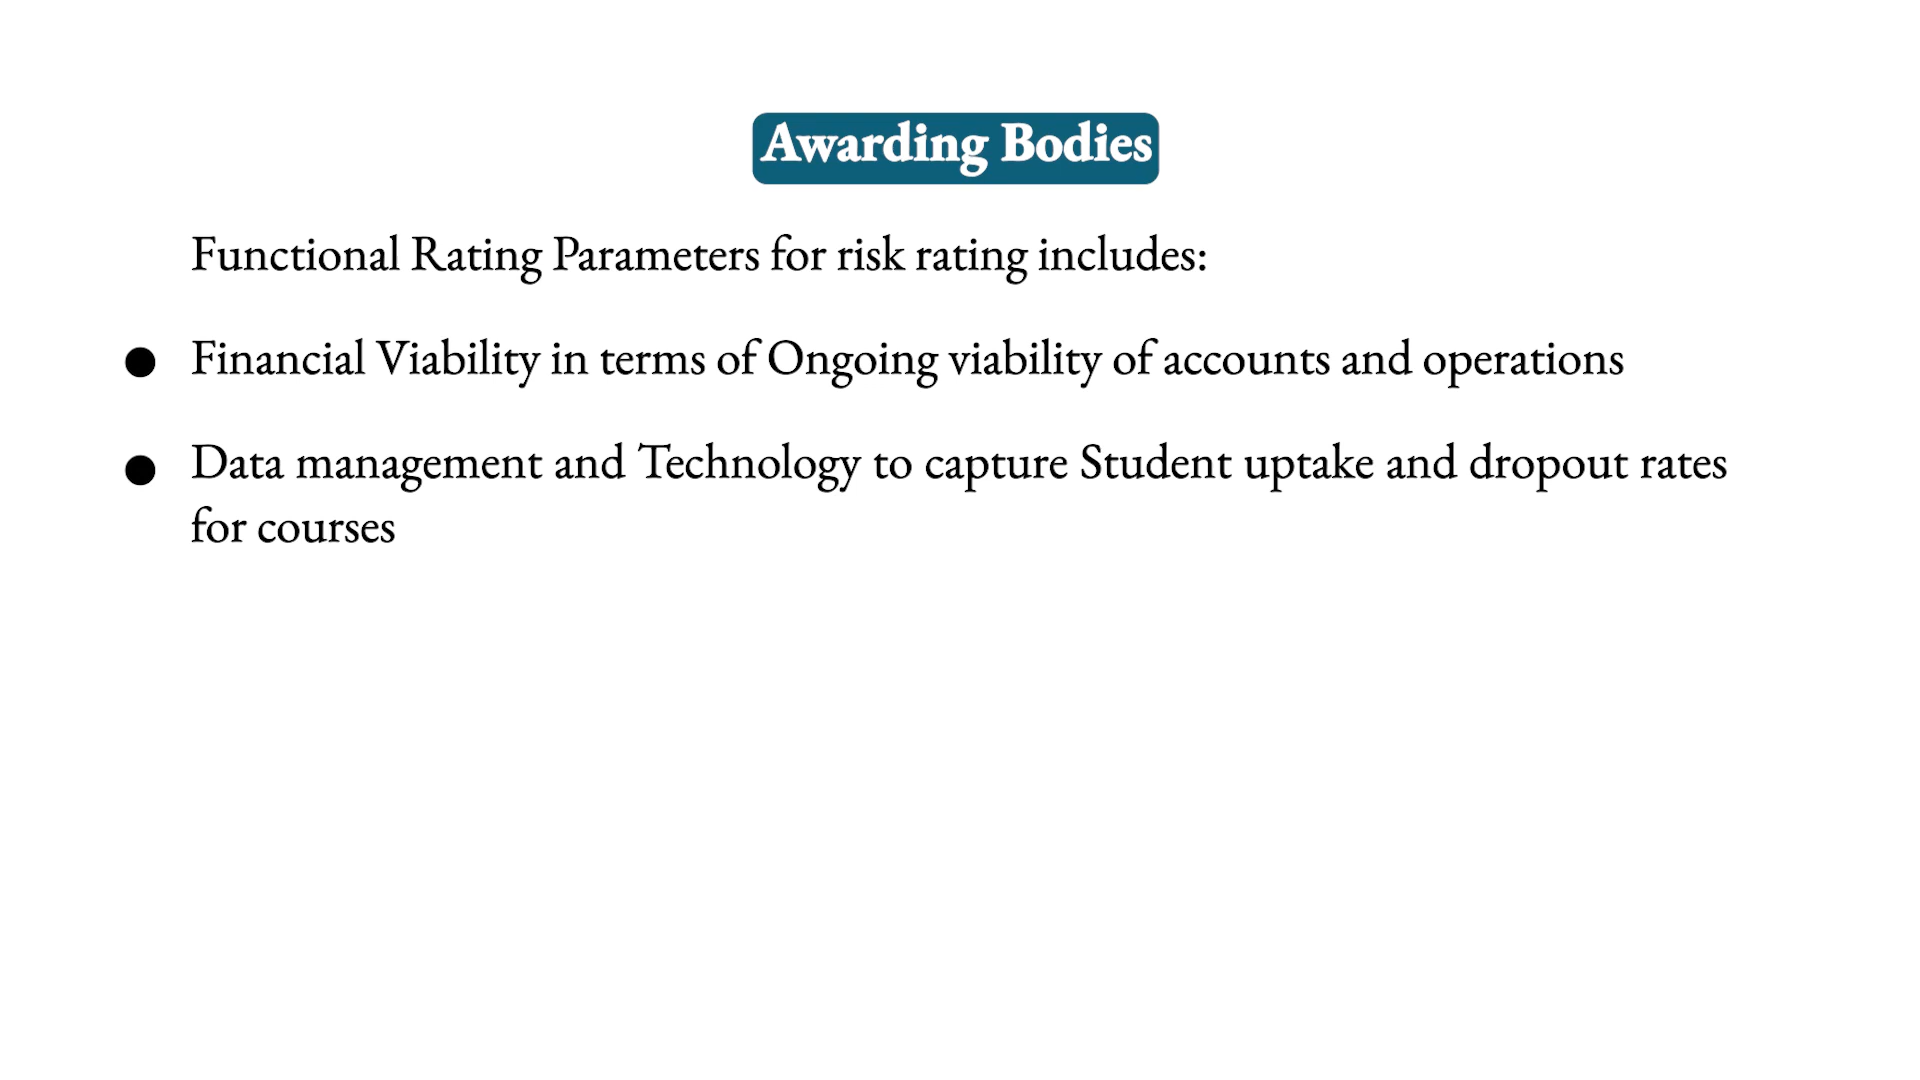 Awarding Bodies
Functional Rating Parameters for risk rating includes:
● Financial Viability in terms of Ongoing viability of accounts and operations
● Data management and Technology to capture Student uptake and dropout rates
for courses